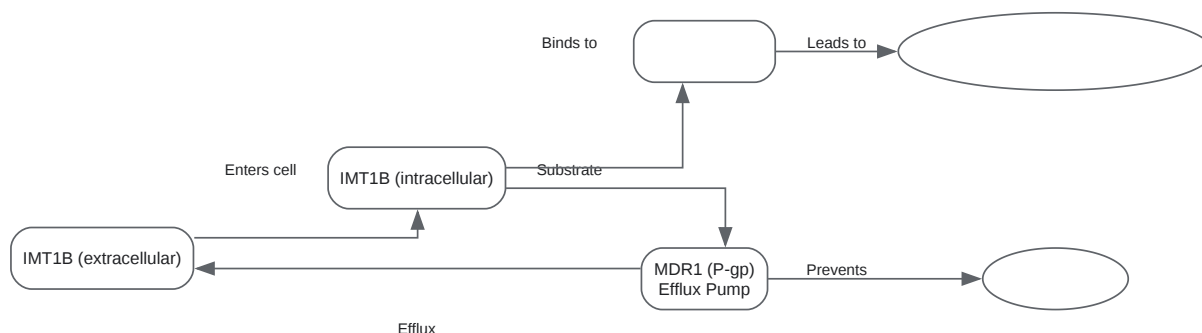 Binds to
Leads to
Enters cell
IMT1B (intracellular)
Substrate
IMT1B (extracellular)
MDR1 (P-gp)
Efflux Pump
Prevents
Efflux